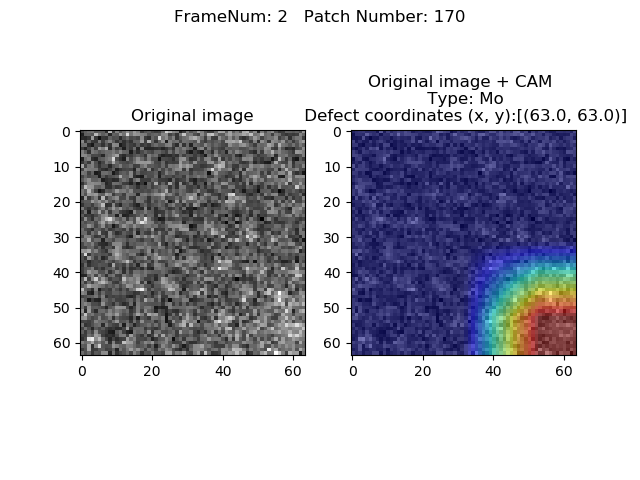 FrameNum: 2   Patch Number: 170
Original image
0
10
20
30
40
50
60
0 20 40 60
Original image + CAM
Type: Mo
Defect coordinates (x, y):[(63.0, 63.0)]
0
10
20
30
40
50
60
0 20 40 60